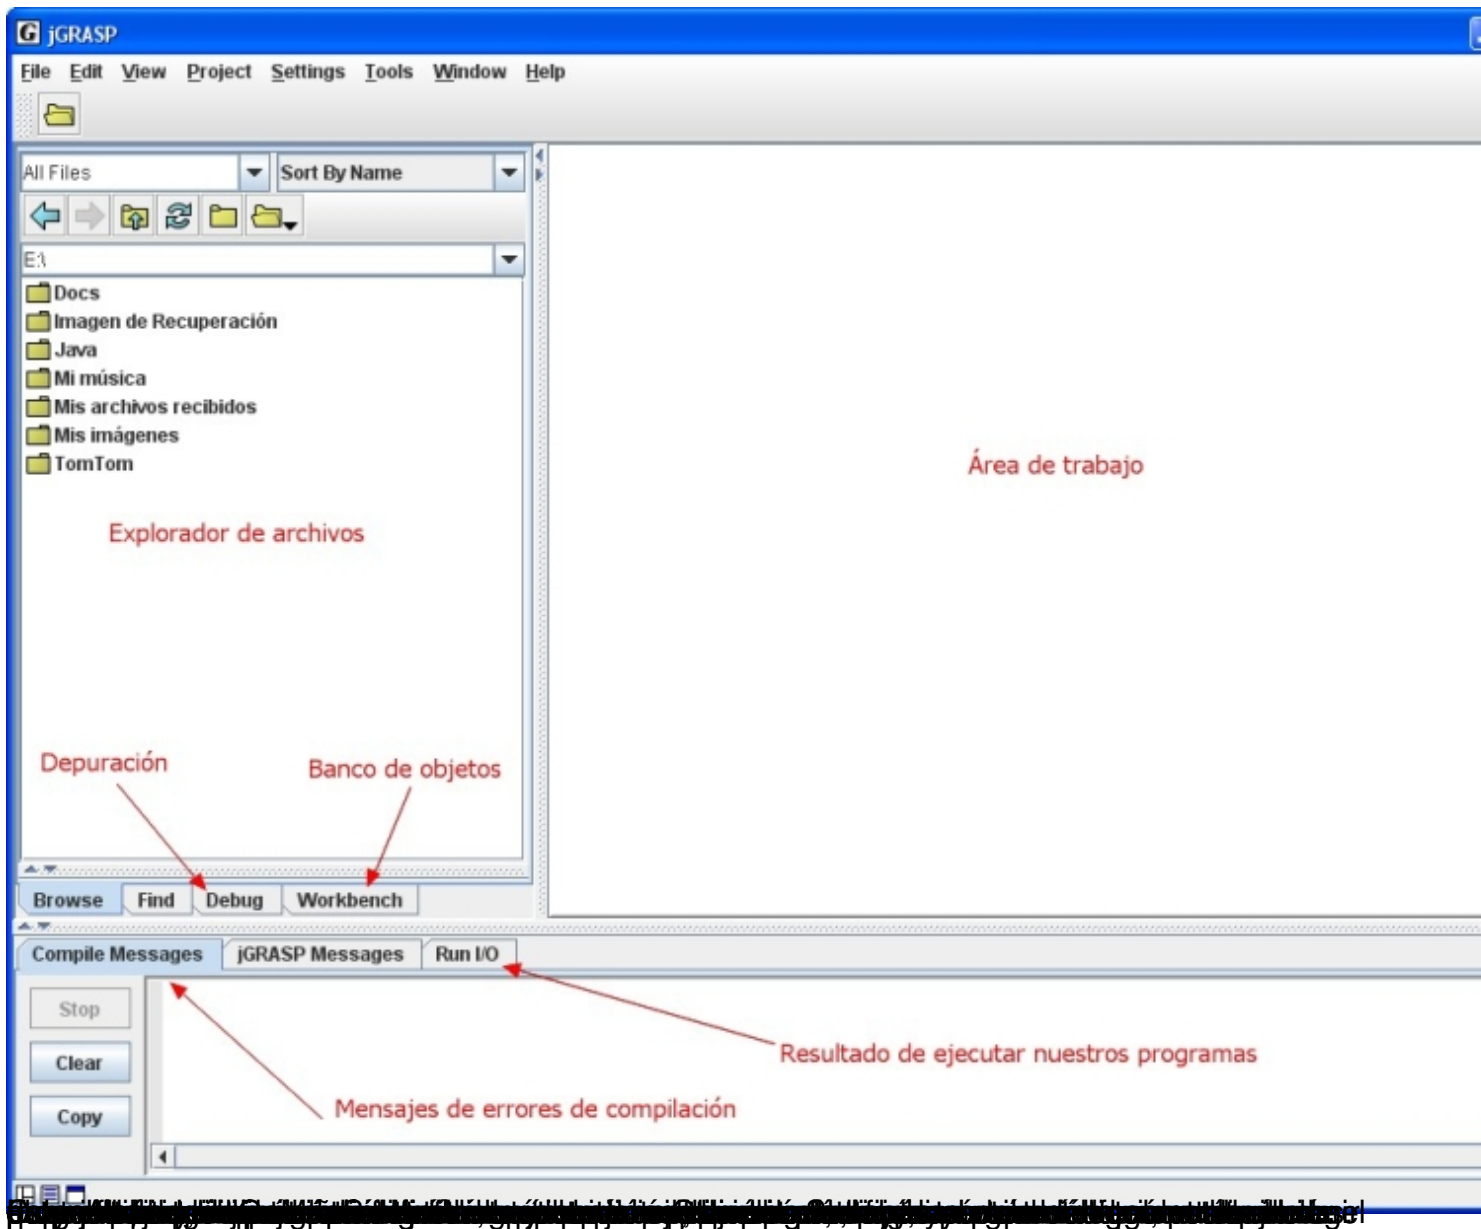 jGRASP
File Edit View Project Settings Tools Window Help
All Files Sort By Name
E:\
Docs
Imagen de Recuperación
Java
Mi música
Mis archivos recibidos
Mis imágenes
TomTom
Área de trabajo
Explorador de archivos
Depuración
Banco de objetos
Browse Find Debug Workbench
Compile Messages jGRASP Messages Run I/O
Stop
Clear
Copy
Resultado de ejecutar nuestros programas
Mensajes de errores de compilación